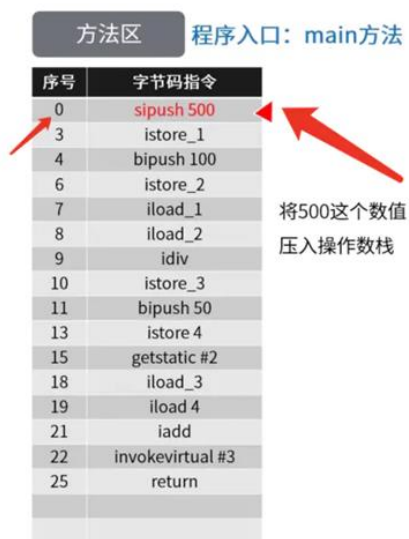 方法区 程序入口：main方法
序号 字节码指令
0 sipush 500
3 istore_1
4 bipush 100
6 istore_2
7 iload_1 将500这个数值
8 iload_2 压入操作数栈
9 idiv
10 istore_3
11 bipush 50
13 istore 4
15 getstatic #2
18 iload_3
19 iload 4
21 iadd
22 invokevirtual #3
25 return